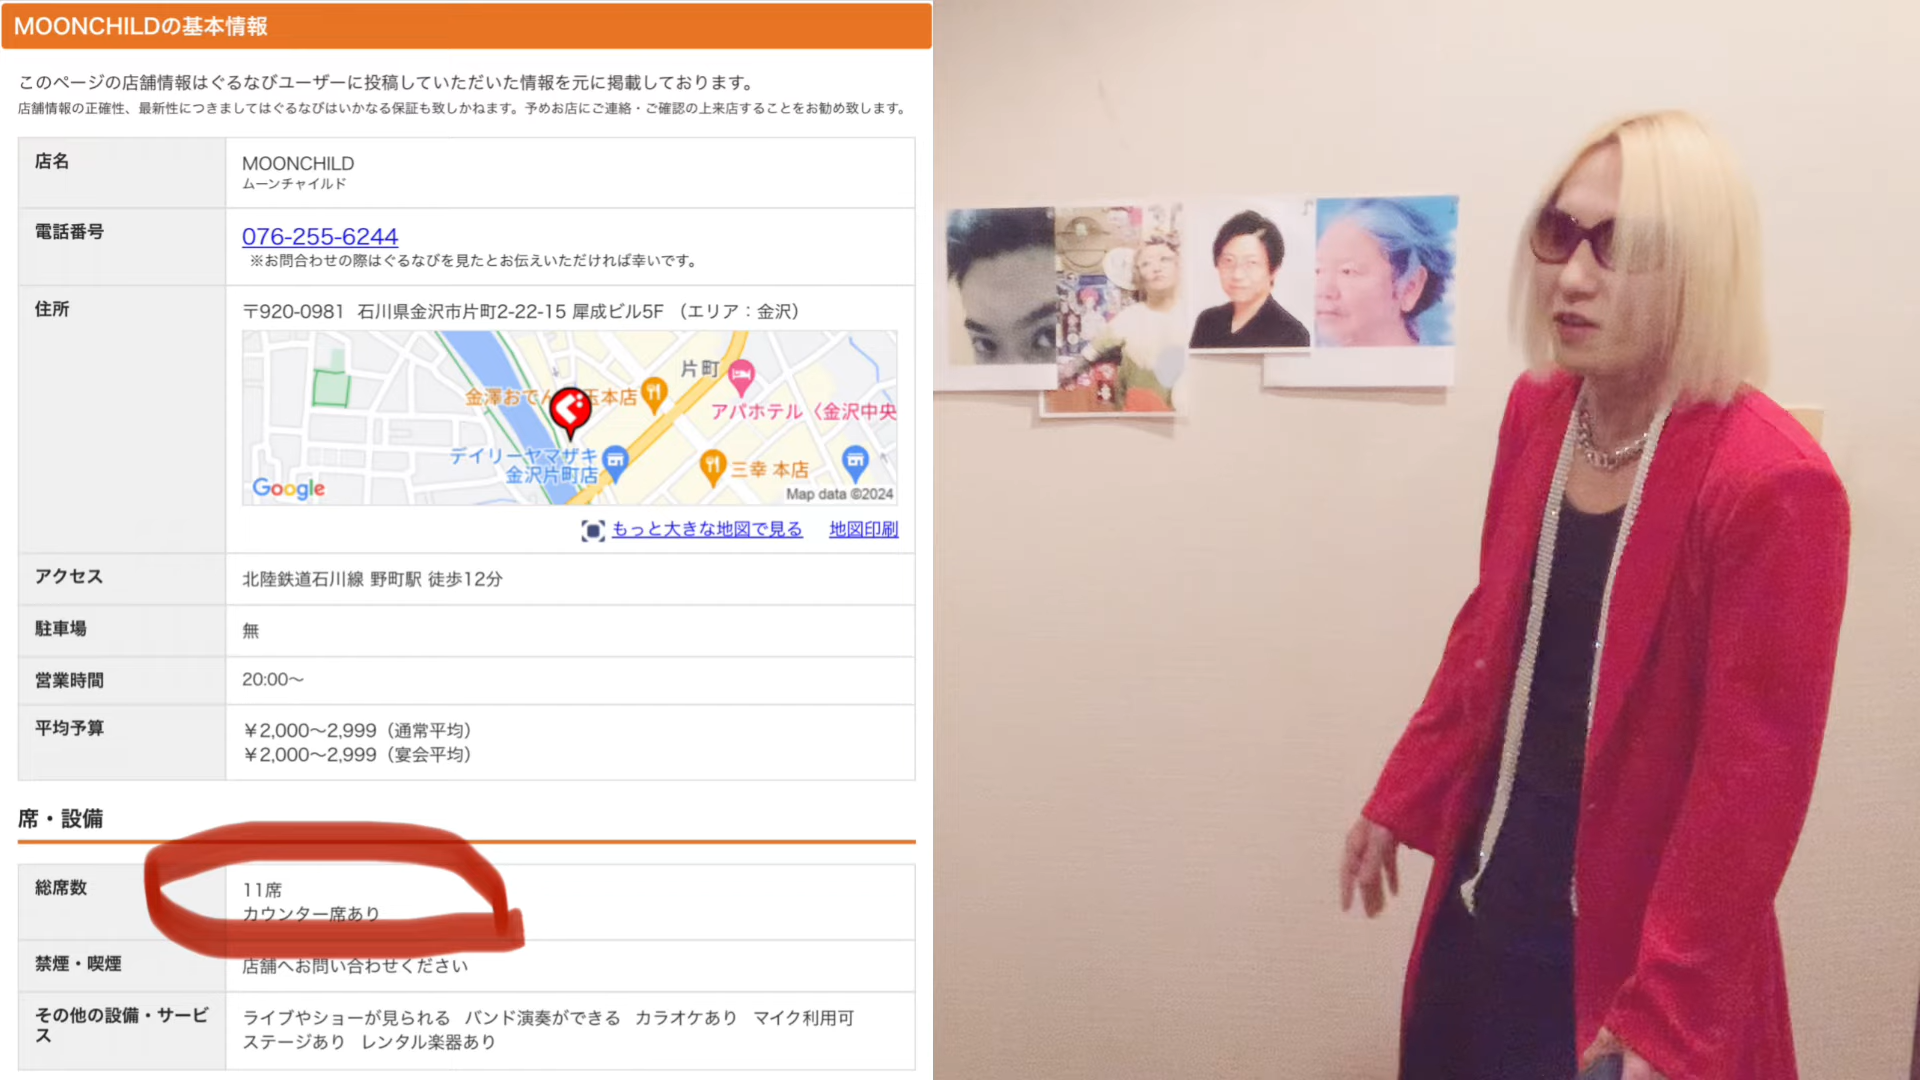 MOONCHILDの基本情報
このページの店舗情報はぐるなびユーザーに投稿していただいた情報を元に掲載しております。
店舗情報の正確性、最新性につきましてはぐるなびはいかなる保証も致しかねます。予めお店にご連絡・ご確認の上来店することをお勧め致します。
店名
MOONCHILD
ムーンチャイルド
電話番号
076-255-6244
※お問合わせの際はぐるなびを見たとお伝えいただければ幸いです。
住所
〒920-0981 石川県金沢市片町2-22-15 犀成ビル5F （エリア：金沢）
片町
金澤おでん
玉本店
アパホテル〈金沢中央
デイリーヤマザキ
金沢片町店
三幸 本店
Google
Map data ©2024
もっと大きな地図で見る 地図印刷
アクセス
北陸鉄道石川線 野町駅 徒歩12分
駐車場
無
営業時間
20:00〜
平均予算
￥2,000〜2,999（通常平均）
￥2,000〜2,999（宴会平均）
席・設備
総席数
11席
カウンター席あり
禁煙・喫煙
店舗へお問い合わせください
その他の設備・サービ
ス
ライブやショーが見られる バンド演奏ができる カラオケあり マイク利用可
ステージあり レンタル楽器あり